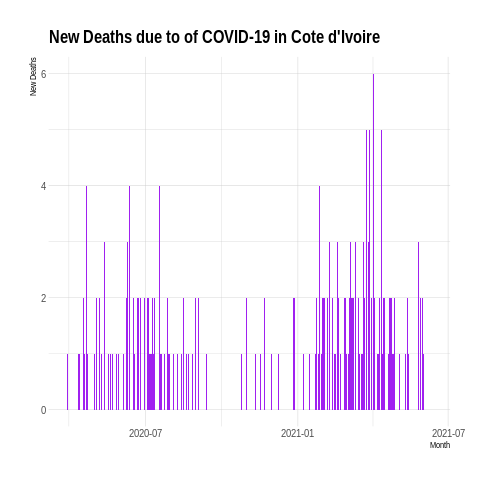 New Deaths due to of COVID-19 in Cote d'Ivoire
New Deaths
6
4
2
0
2020-07 2021-01 2021-07
Month